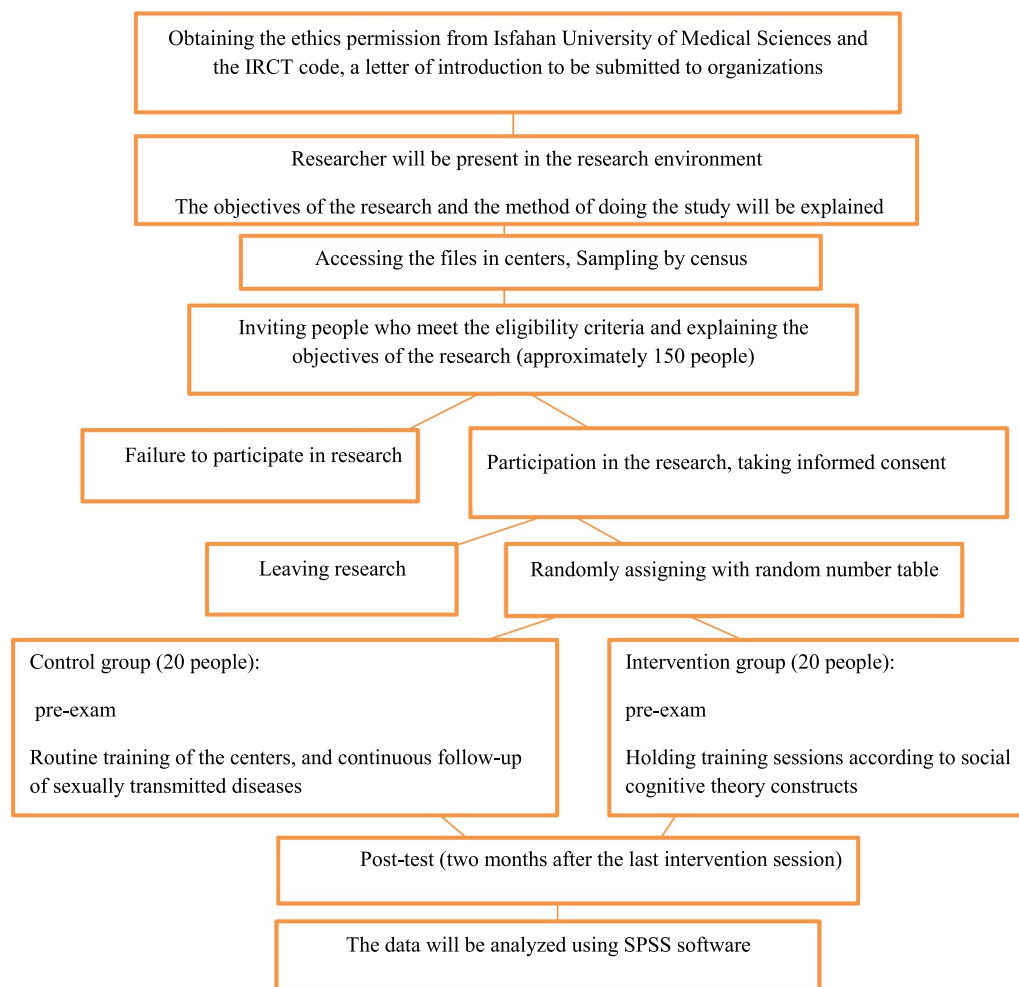 Obtaining the ethics permission from Isfahan University of Medical Sciences and
the IRCT code, a letter of introduction to be submitted to organizations
Researcher will be present in the research environment
The objectives of the research and the method of doing the study will be explained
Accessing the files in centers, Sampling by census
Inviting people who meet the eligibility criteria and explaining the
objectives of the research (approximately 150 people)
Failure to participate in research
Participation in the research, taking informed consent
Leaving research
Randomly assigning with random number table
Control group (20 people):
pre-exam
Routine training of the centers, and continuous follow-up
of sexually transmitted diseases
Intervention group (20 people):
pre-exam
Holding training sessions according to social
cognitive theory constructs
Post-test (two months after the last intervention session)
The data will be analyzed using SPSS software